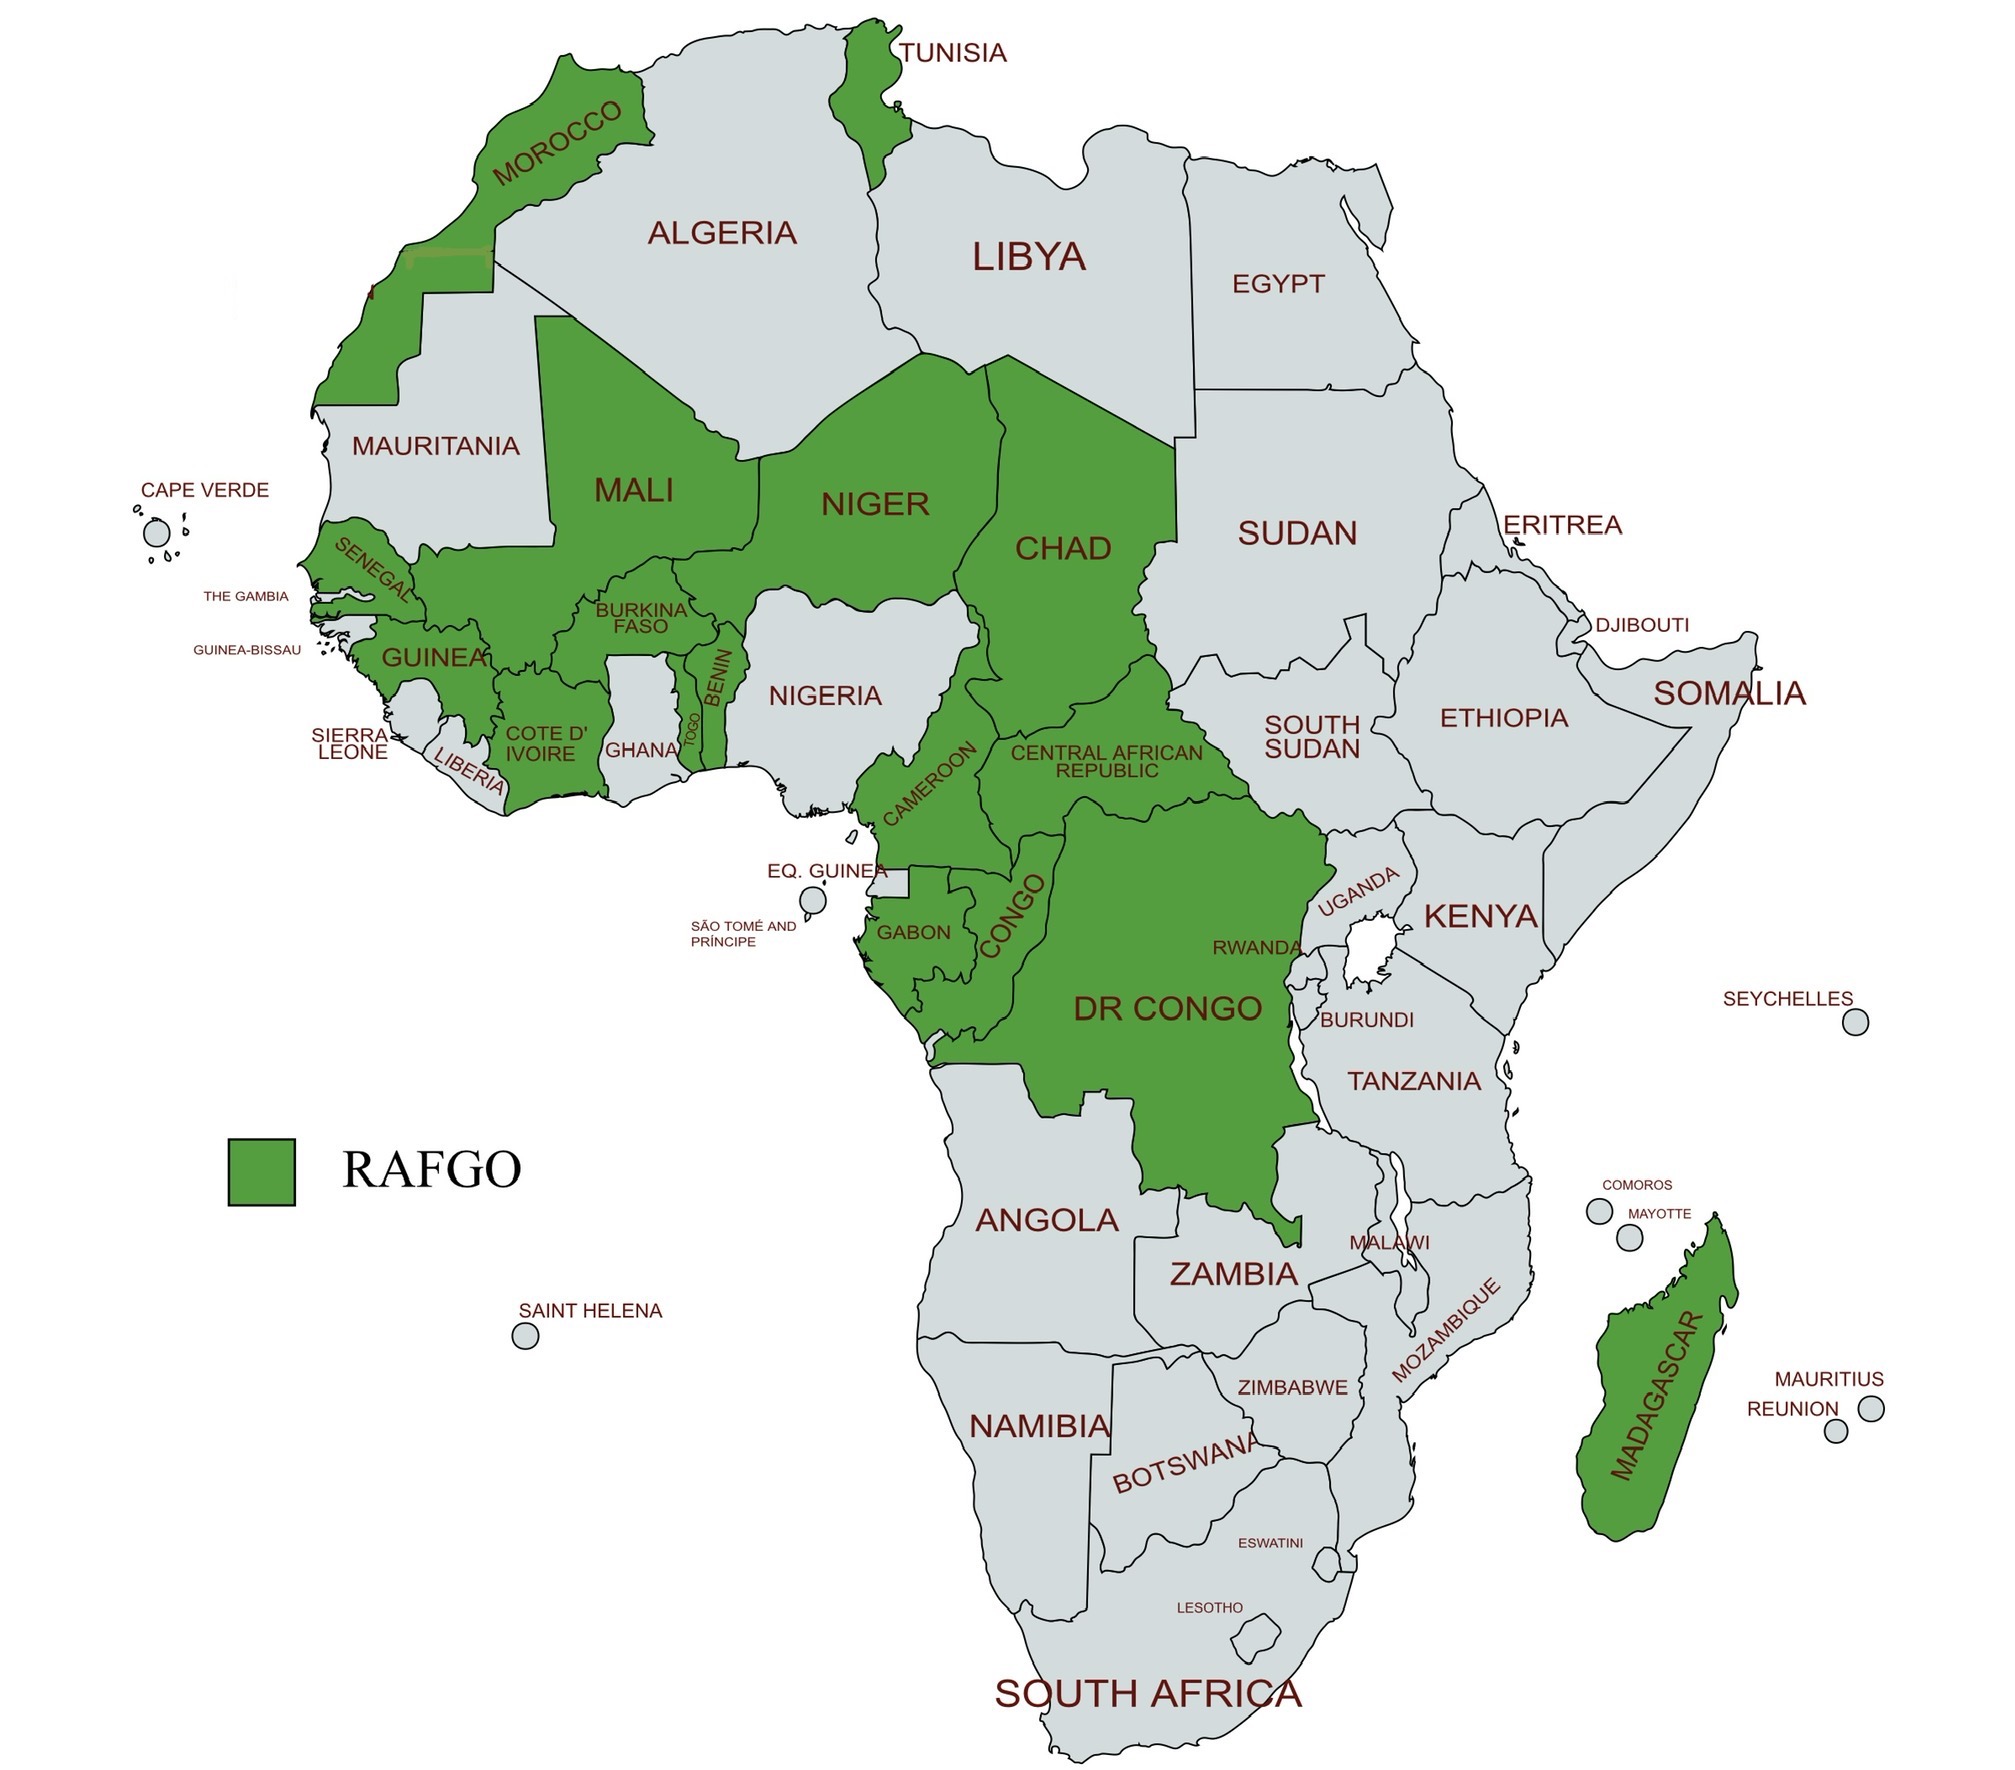 TUNISIA
MOROCCO
ALGERIA
LIBYA
EGYPT
MAURITANIA
MALI
NIGER
CHAD
SUDAN
ERITREA
CAPE VERDE
SENEGAL
THE GAMBIA
GUINEA-BISSAU
GUINEA
BURKINA
FASO
BENIN
TOGO
NIGERIA
DJIBOUTI
SOMALIA
ETHIOPIA
SOUTH
SUDAN
SIERRA
LEONE
LIBERIA
COTE D'
IVOIRE
GHANA
CENTRAL AFRICAN
REPUBLIC
CAMEROON
EQ. GUINEA
SÃO TOMÉ AND
PRÍNCIPE
GABON
CONGO
DR CONGO
UGANDA
KENYA
RWANDA
BURUNDI
TANZANIA
SEYCHELLES
RAFGO
ANGOLA
ZAMBIA
MALAWI
MOZAMBIQUE
COMOROS
MAYOTTE
SAINT HELENA
MADAGASCAR
MAURITIUS
REUNION
ZIMBABWE
NAMIBIA
BOTSWANA
ESWATINI
LESOTHO
SOUTH AFRICA